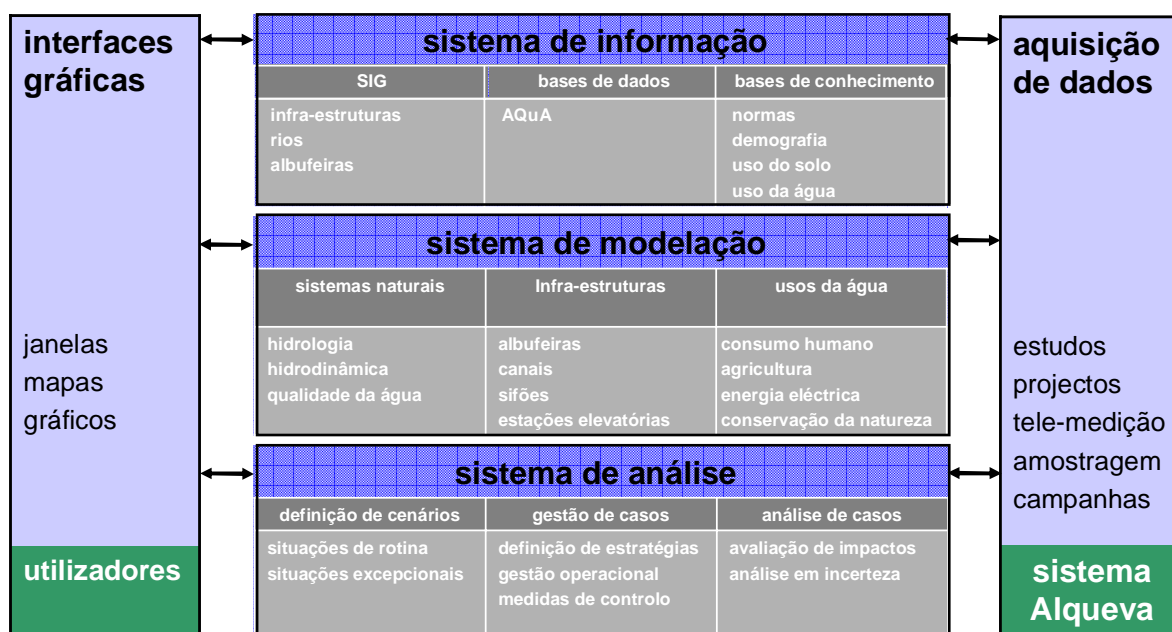 interfaces
gráficas
janelas
mapas
gráficos
utilizadores
sistema de informação
SIG
bases de dados
bases de conhecimento
infra-estruturas
rios
albufeiras
AQuA
normas
demografia
uso do solo
uso da água
sistema de modelação
sistemas naturais
Infra-estruturas
usos da água
hidrologia
hidrodinâmica
qualidade da água
albufeiras
canais
sifões
estações elevatórias
consumo humano
agricultura
energia eléctrica
conservação da natureza
sistema de análise
definição de cenários
gestão de casos
análise de casos
situações de rotina
situações excepcionais
definição de estratégias
gestão operacional
medidas de controlo
avaliação de impactos
análise em incerteza
aquisição
de dados
estudos
projectos
tele-medição
amostragem
campanhas
sistema
Alqueva